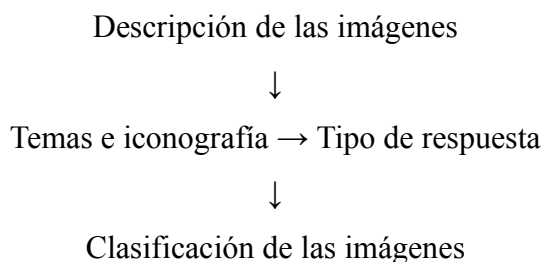 Descripción de las imágenes
↓
Temas e iconografía → Tipo de respuesta
↓
Clasificación de las imágenes